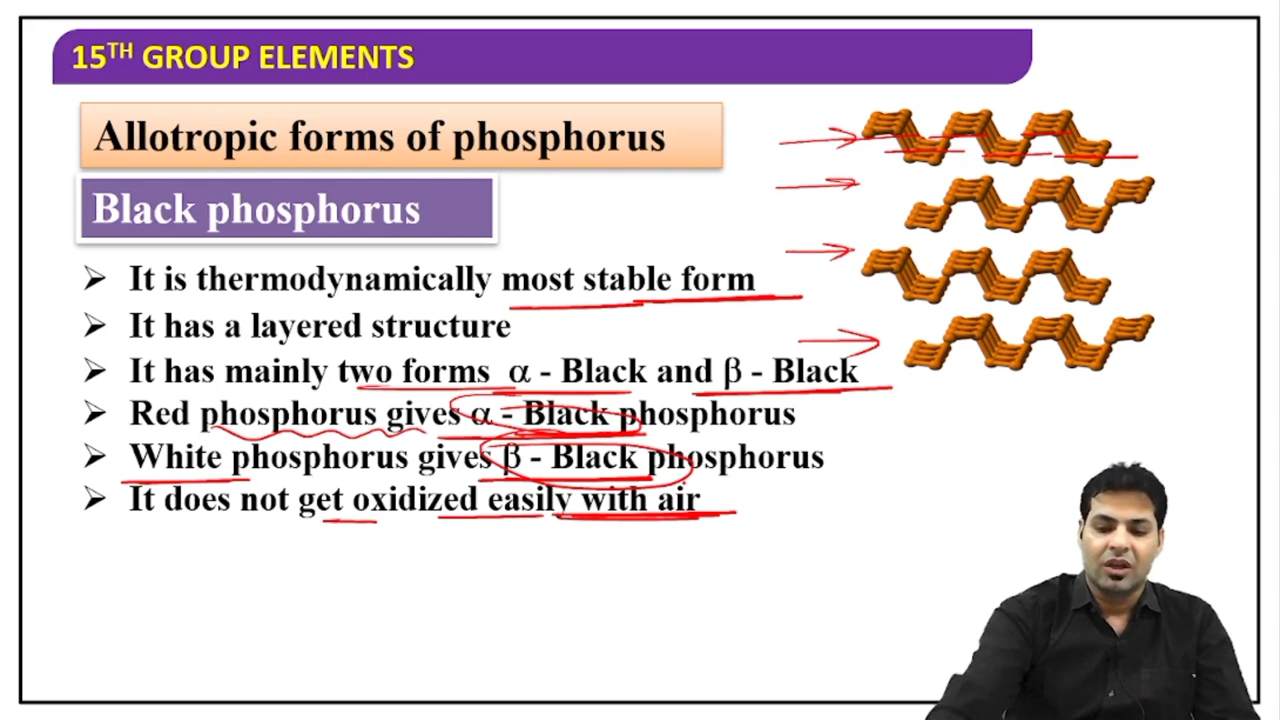 15TH GROUP ELEMENTS
Allotropic forms of phosphorus
Black phosphorus
➢ It is thermodynamically most stable form
➢ It has a layered structure
➢ It has mainly two forms α - Black and β - Black
➢ Red phosphorus gives α - Black phosphorus
➢ White phosphorus gives β - Black phosphorus
➢ It does not get oxidized easily with air